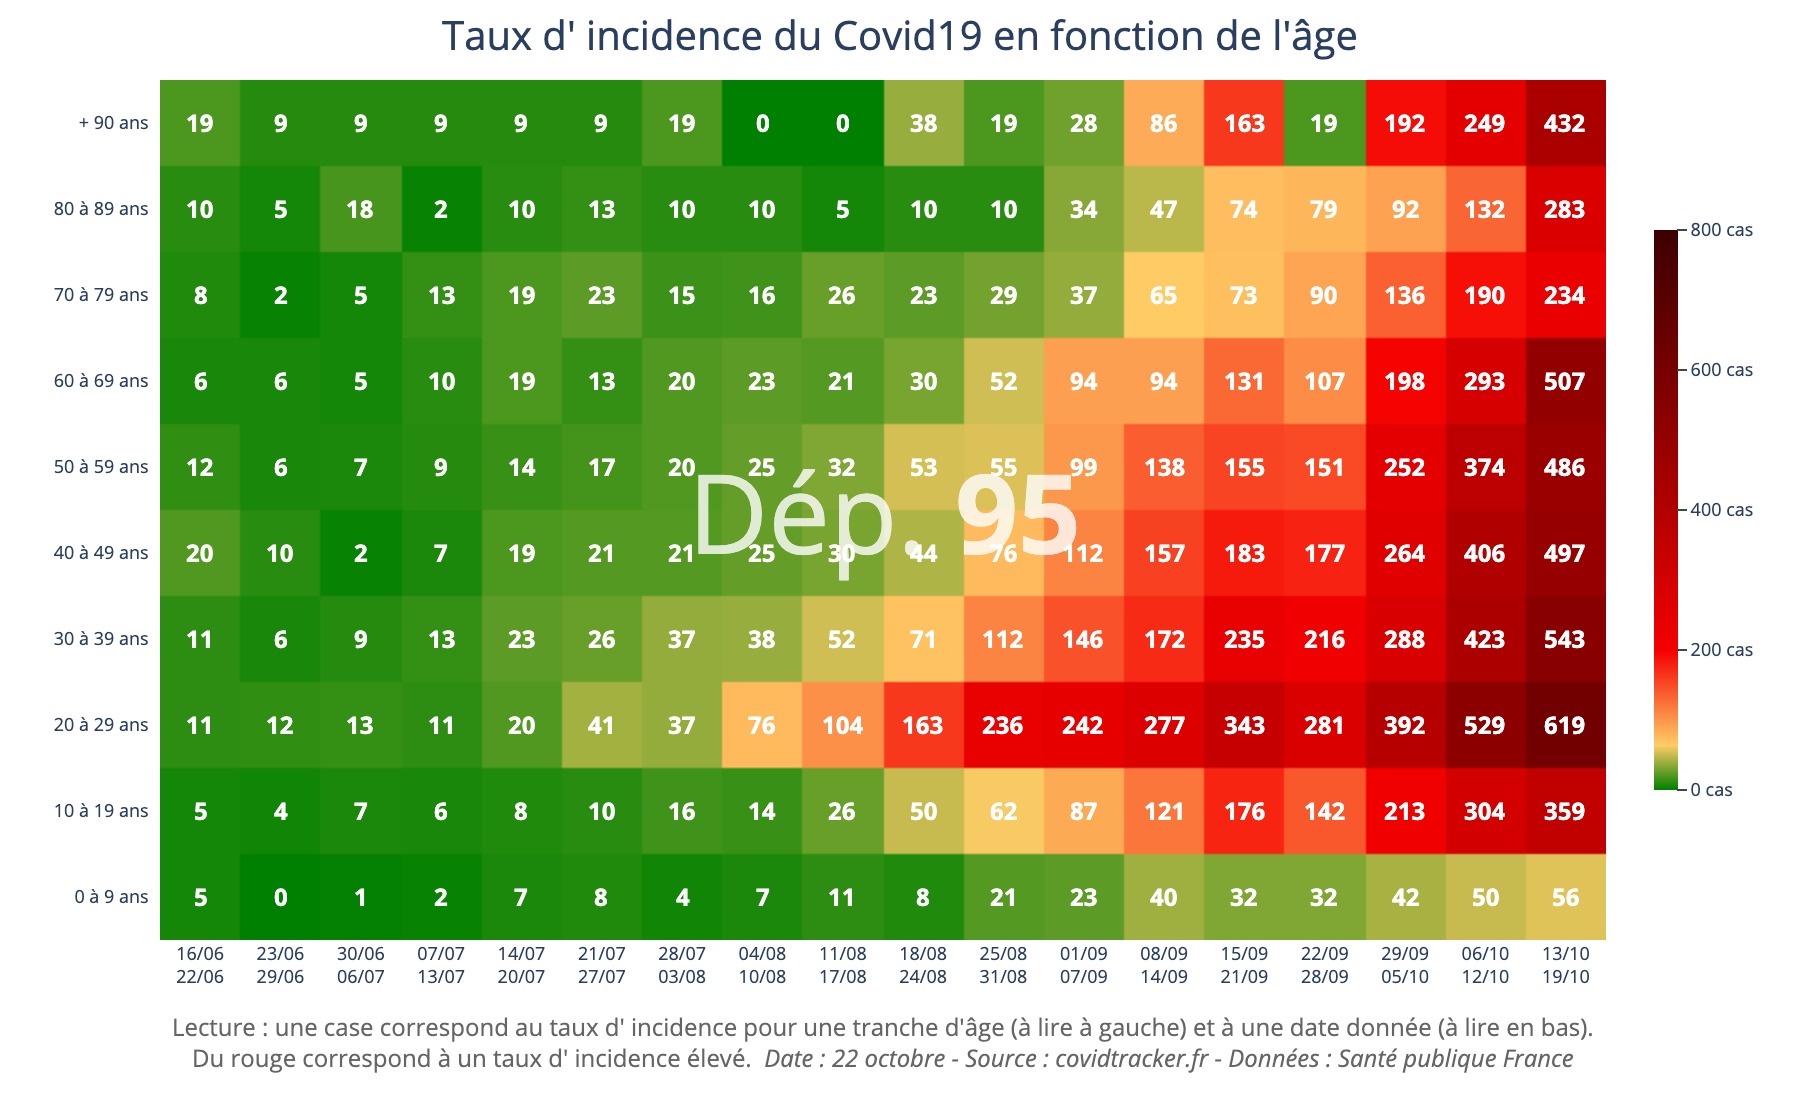 Taux d' incidence du Covid19 en fonction de l'âge
+ 90 ans 19 9 9 9 9 9 19 0 0 38 19 28 86 163 19 192 249 432
80 à 89 ans 10 5 18 2 10 13 10 10 5 10 10 34 47 74 79 92 132 283
70 à 79 ans 8 2 5 13 19 23 15 16 26 23 29 37 65 73 90 136 190 234
60 à 69 ans 6 6 5 10 19 13 20 23 21 30 52 94 94 131 107 198 293 507
50 à 59 ans 12 6 7 9 14 17 20 25 32 53 55 99 138 155 151 252 374 486
Dép. 95
40 à 49 ans 20 10 2 7 19 21 21 25 30 44 76 112 157 183 177 264 406 497
30 à 39 ans 11 6 9 13 23 26 37 38 52 71 112 146 172 235 216 288 423 543
20 à 29 ans 11 12 13 11 20 41 37 76 104 163 236 242 277 343 281 392 529 619
10 à 19 ans 5 4 7 6 8 10 16 14 26 50 62 87 121 176 142 213 304 359
0 à 9 ans 5 0 1 2 7 8 4 7 11 8 21 23 40 32 32 42 50 56
16/06 23/06 30/06 07/07 14/07 21/07 28/07 04/08 11/08 18/08 25/08 01/09 08/09 15/09 22/09 29/09 06/10 13/10
22/06 29/06 06/07 13/07 20/07 27/07 03/08 10/08 17/08 24/08 31/08 07/09 14/09 21/09 28/09 05/10 12/10 19/10
800 cas
600 cas
400 cas
200 cas
0 cas
Lecture : une case correspond au taux d' incidence pour une tranche d'âge (à lire à gauche) et à une date donnée (à lire en bas).
Du rouge correspond à un taux d' incidence élevé. Date : 22 octobre - Source : covidtracker.fr - Données : Santé publique France